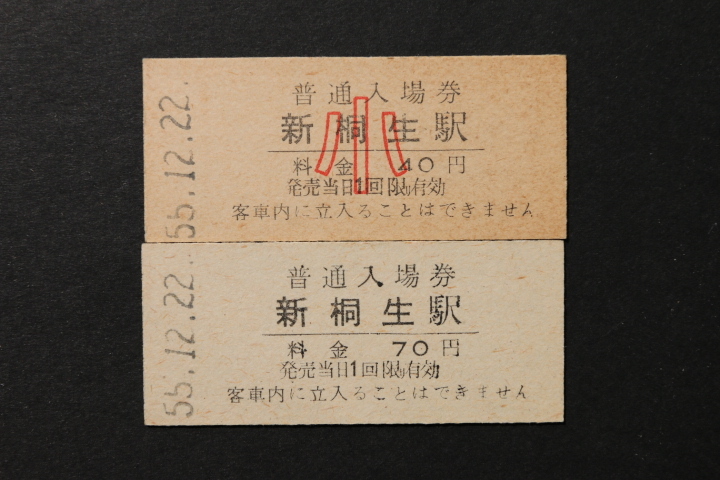 55.12.22.
普通入場券
新桐生駅
小
料金 40円
発売当日1回限り有効
客車内に立入ることはできません
55.12.22
普通入場券
新桐生駅
料金 70円
発売当日1回限り有効
客車内に立入ることはできません